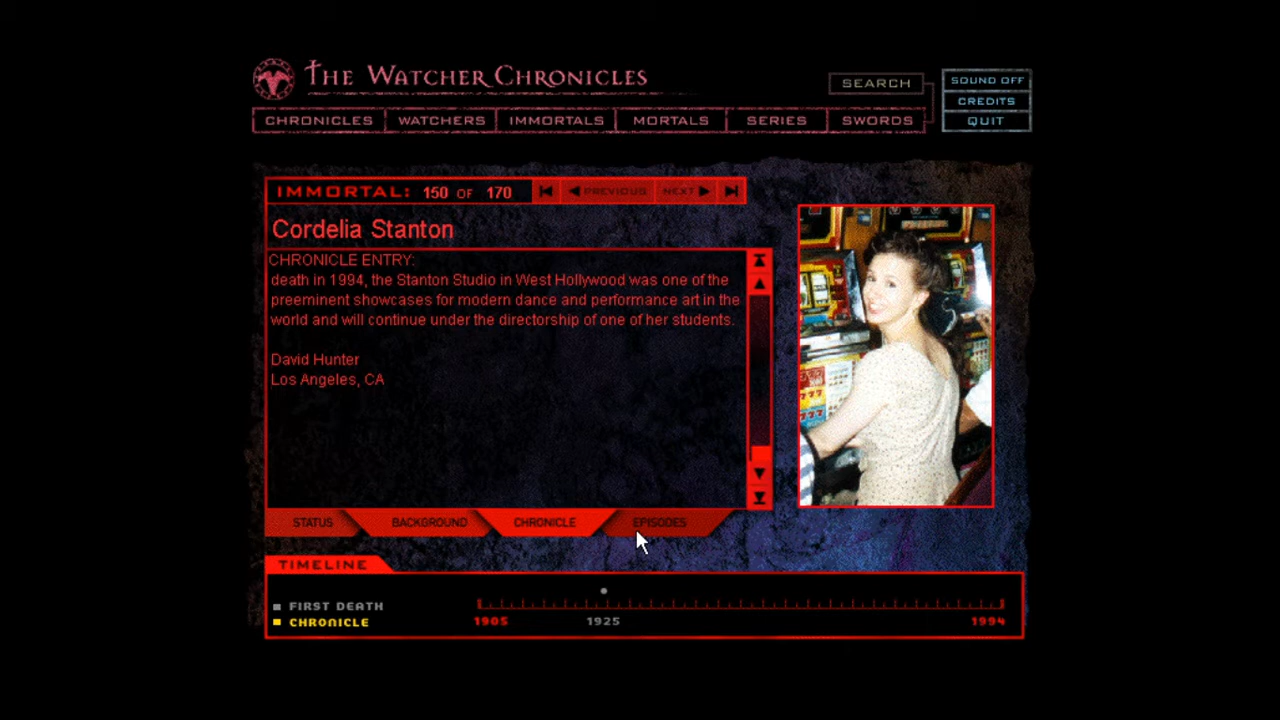 THE WATCHER CHRONICLES
SEARCH
SOUND OFF
CREDITS
QUIT
CHRONICLES
WATCHERS
IMMORTALS
MORTALS
SERIES
SWORDS
IMMORTAL: 150 OF 170
PREVIOUS
NEXT
Cordelia Stanton
CHRONICLE ENTRY:
death in 1994, the Stanton Studio in West Hollywood was one of the
preeminent showcases for modern dance and performance art in the
world and will continue under the directorship of one of her students.
David Hunter
Los Angeles, CA
777
777
STATUS
BACKGROUND
CHRONICLE
EPISODES
TIMELINE
FIRST DEATH
CHRONICLE
1905
1925
1994